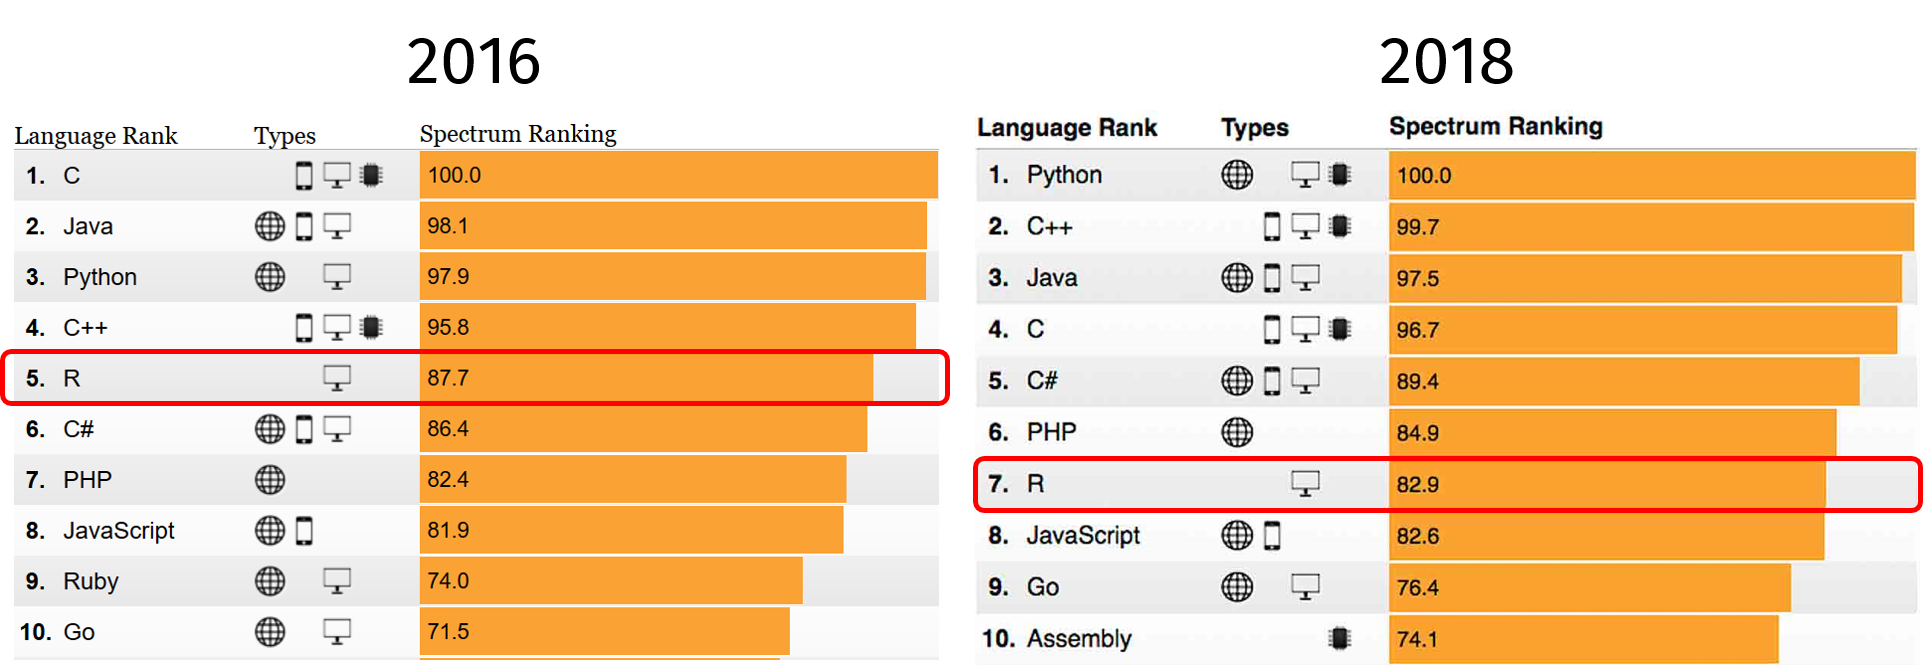 2016
Language Rank Types Spectrum Ranking
1. C 100.0
2. Java 98.1
3. Python 97.9
4. C++ 95.8
5. R 87.7
6. C# 86.4
7. PHP 82.4
8. JavaScript 81.9
9. Ruby 74.0
10. Go 71.5
2018
Language Rank Types Spectrum Ranking
1. Python 100.0
2. C++ 99.7
3. Java 97.5
4. C 96.7
5. C# 89.4
6. PHP 84.9
7. R 82.9
8. JavaScript 82.6
9. Go 76.4
10. Assembly 74.1